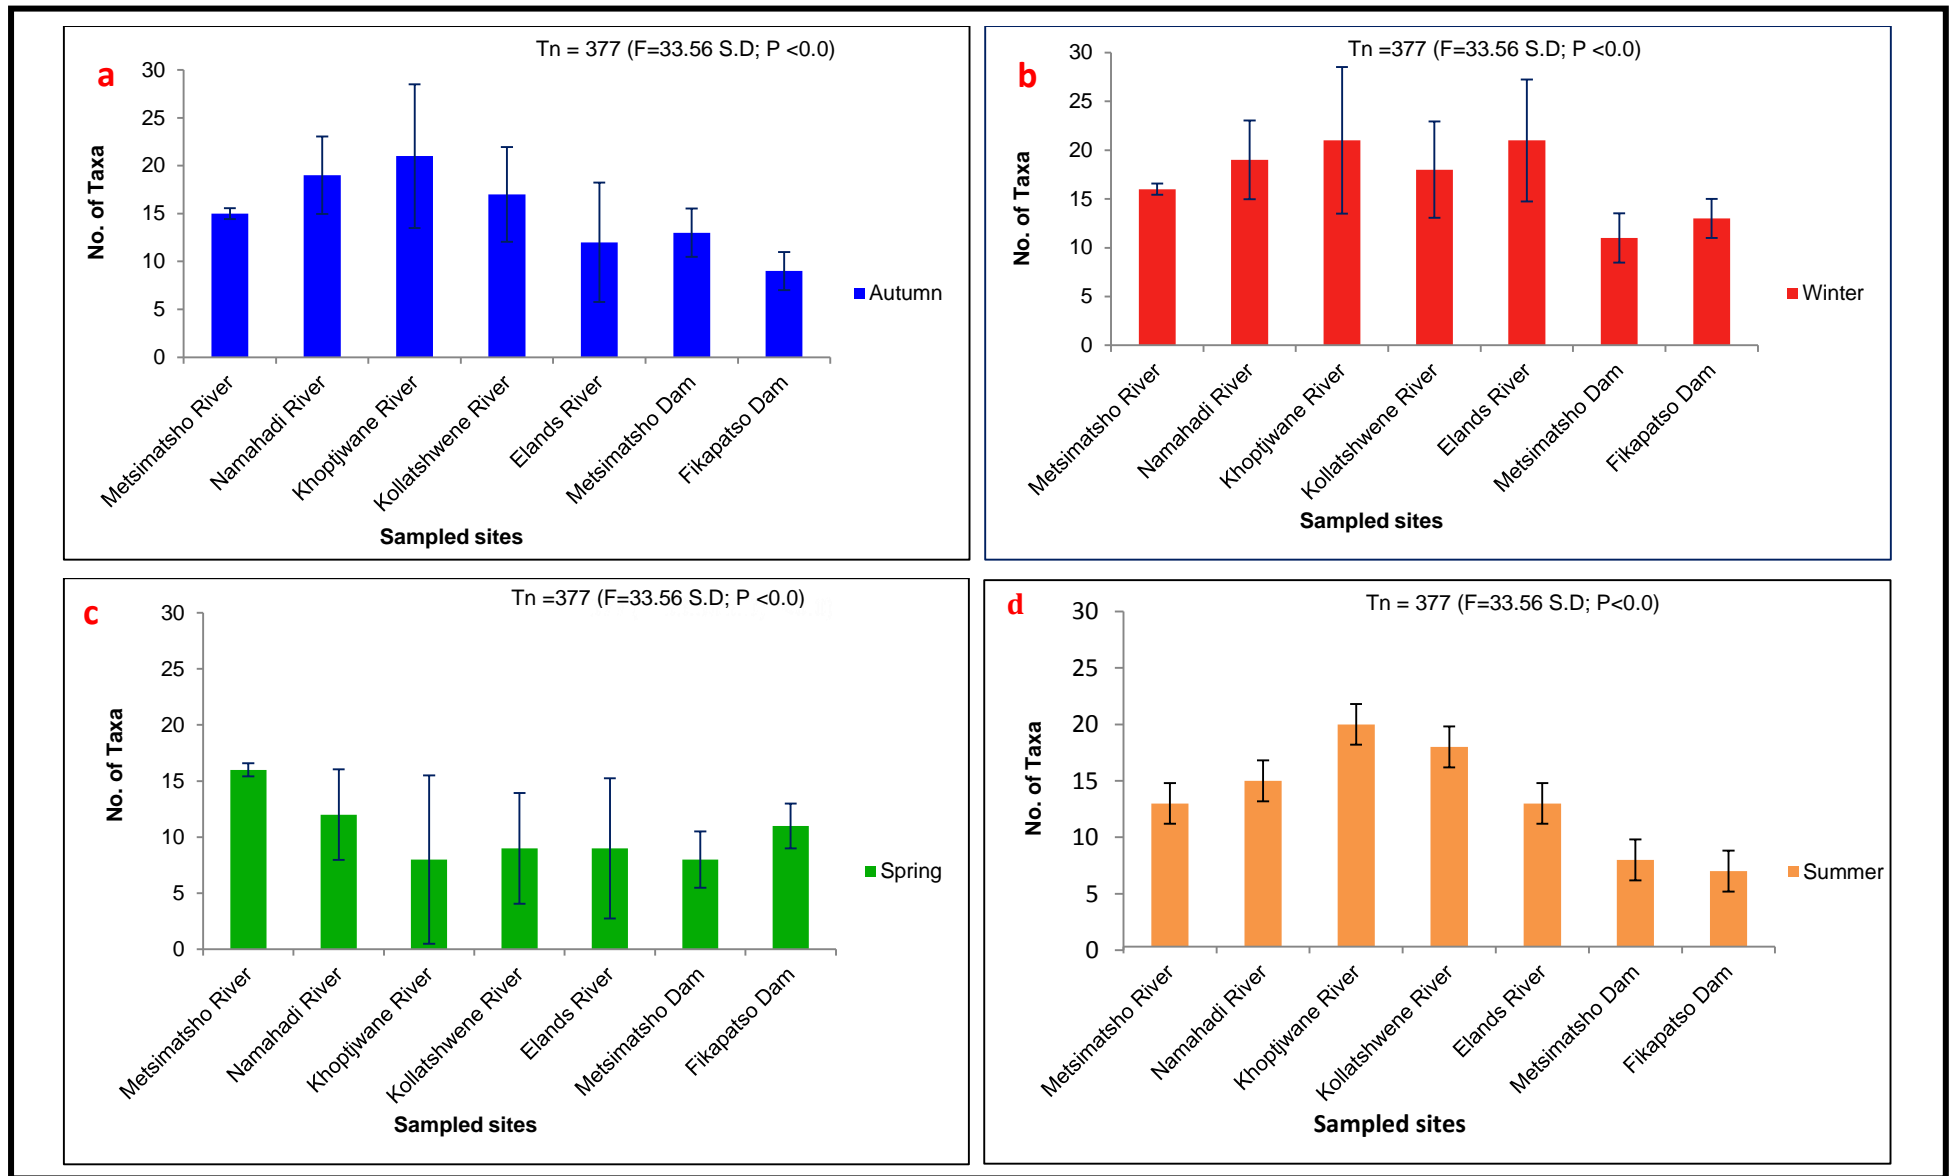 a
Tn = 377 (F=33.56 S.D; P <0.0)
No. of Taxa
30
25
20
15
10
5
0
Metsimatsho River
Namahadi River
Khoptjwane River
Kollatshwene River
Elands River
Metsimatsho Dam
Fikapatso Dam
Sampled sites
Autumn
b
Tn =377 (F=33.56 S.D; P <0.0)
No. of Taxa
30
25
20
15
10
5
0
Metsimatsho River
Namahadi River
Khoptjwane River
Kollatshwene River
Elands River
Metsimatsho Dam
Fikapatso Dam
Sampled sites
Winter
c
Tn =377 (F=33.56 S.D; P <0.0)
No. of Taxa
30
25
20
15
10
5
0
Metsimatsho River
Namahadi River
Khoptjwane River
Kollatshwene River
Elands River
Metsimatsho Dam
Fikapatso Dam
Sampled sites
Spring
d
Tn = 377 (F=33.56 S.D; P<0.0)
No. of Taxa
30
25
20
15
10
5
0
Metsimatsho River
Namahadi River
Khoptjwane River
Kollatshwene River
Elands River
Metsimatsho Dam
Fikapatso Dam
Sampled sites
Summer